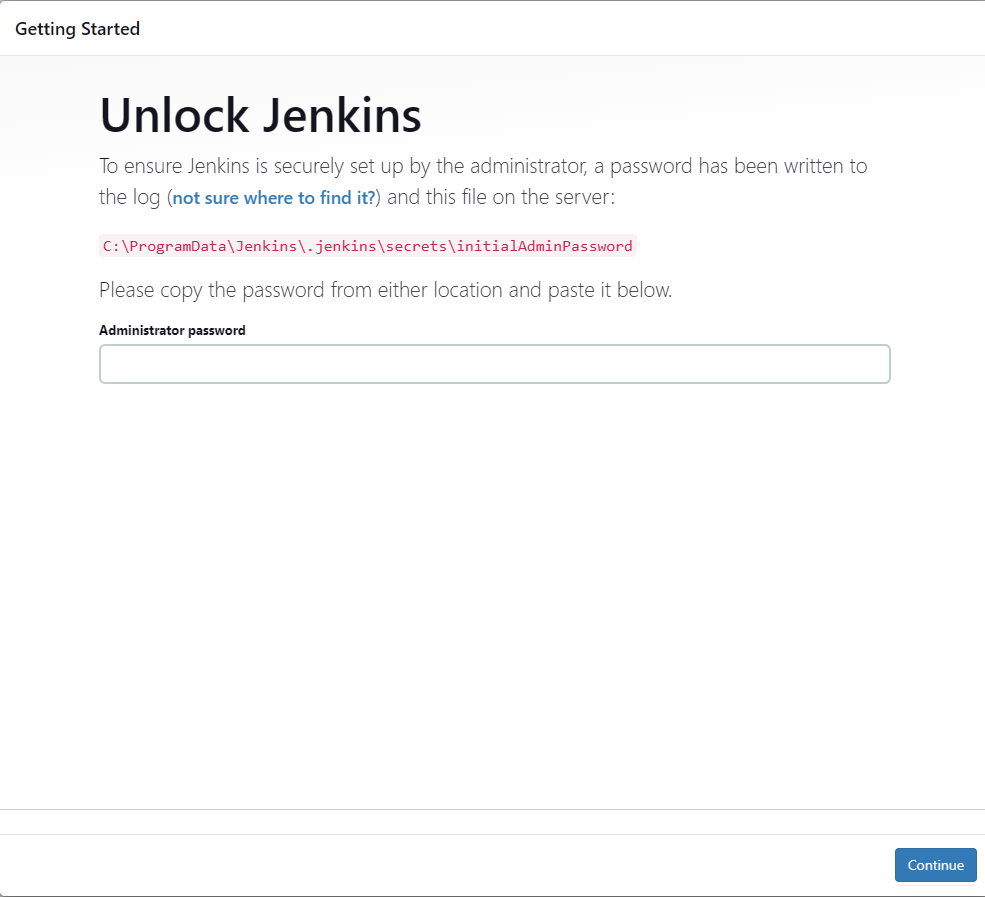 Getting Started
Unlock Jenkins
To ensure Jenkins is securely set up by the administrator, a password has been written to
the log (not sure where to find it?) and this file on the server:
C:\ProgramData\Jenkins\.jenkins\secrets\initialAdminPassword
Please copy the password from either location and paste it below.
Administrator password
Continue